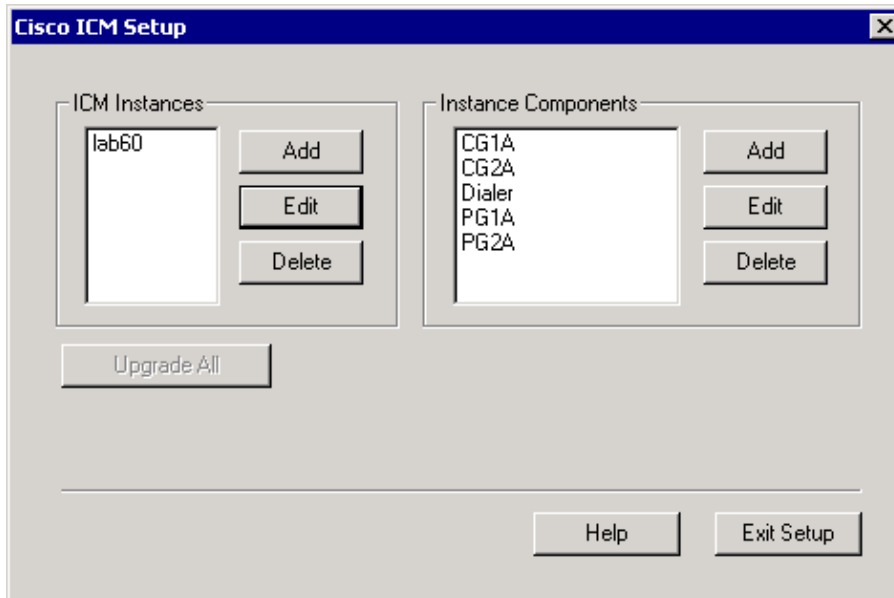 Cisco ICM Setup
ICM Instances
lab60
Add
Edit
Delete
Instance Components
CG1A
CG2A
Dialer
PG1A
PG2A
Add
Edit
Delete
Upgrade All
Help
Exit Setup